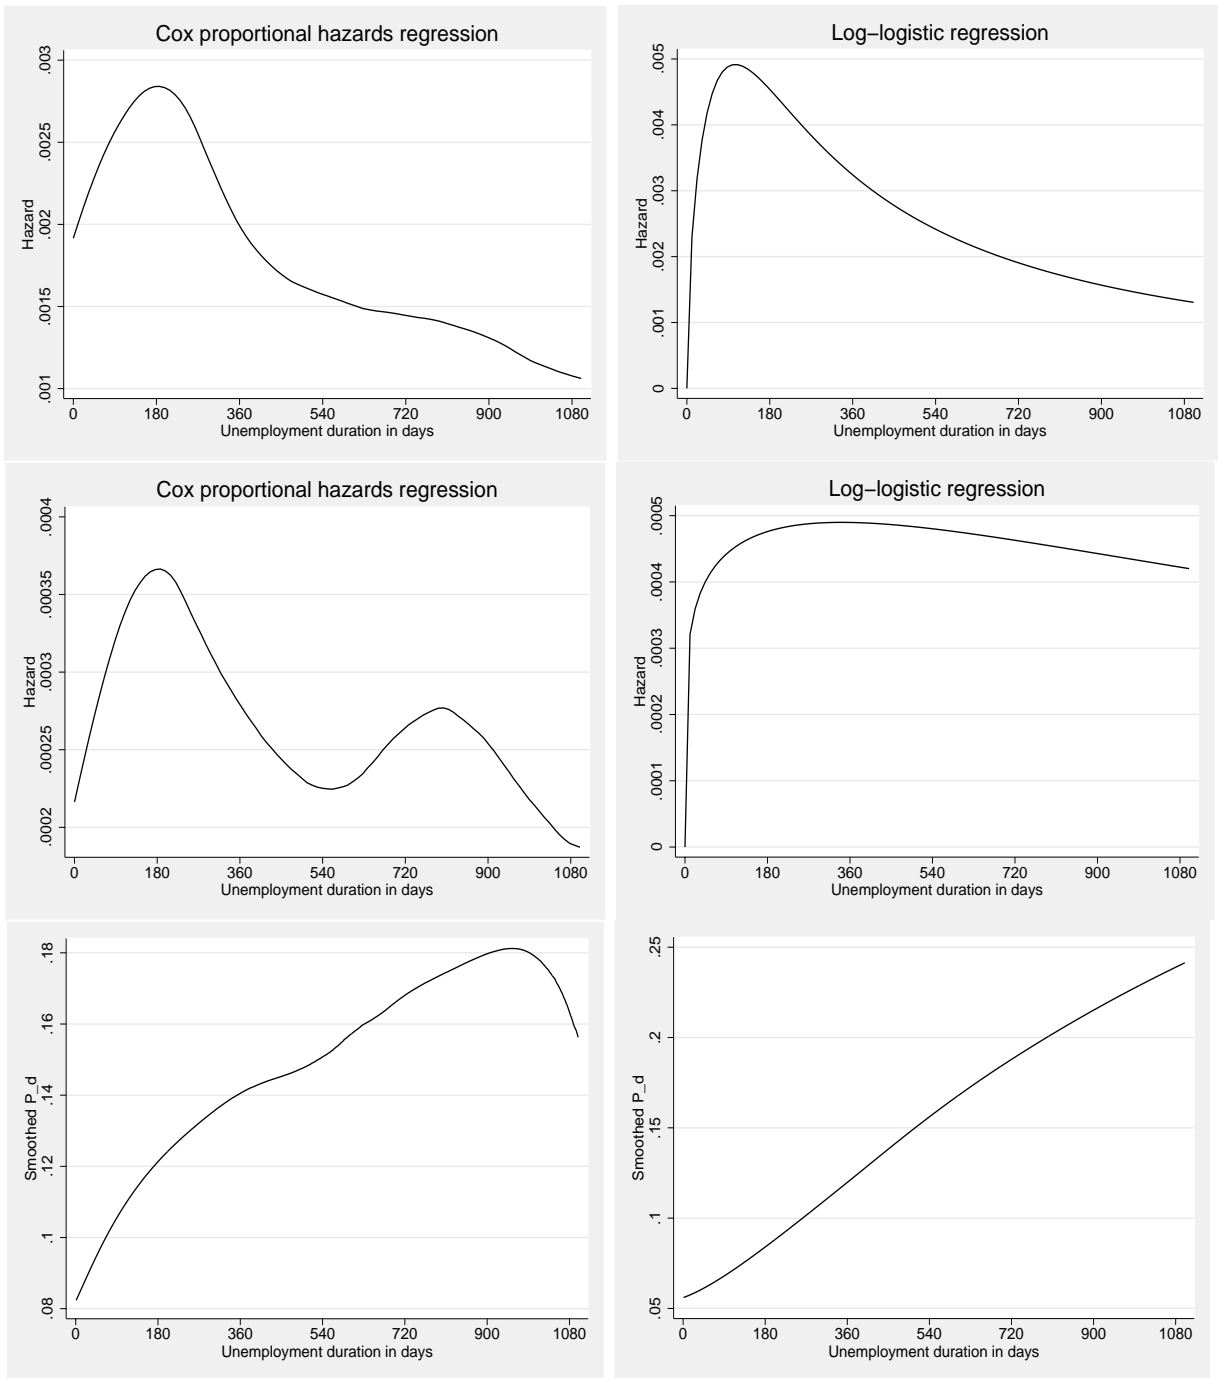 Cox proportional hazards regression
.003
.0025
.002
.0015
.001
Hazard
0 180 360 540 720 900 1080
Unemployment duration in days
Log−logistic regression
.005
.004
.003
.002
.001
0
Hazard
0 180 360 540 720 900 1080
Unemployment duration in days
Cox proportional hazards regression
.0004
.00035
.0003
.00025
.0002
Hazard
0 180 360 540 720 900 1080
Unemployment duration in days
Log−logistic regression
.0005
.0004
.0003
.0002
.0001
0
Hazard
0 180 360 540 720 900 1080
Unemployment duration in days
.18
.16
.14
.12
.1
.08
Smoothed P_d
0 180 360 540 720 900 1080
Unemployment duration in days
.25
.2
.15
.1
.05
Smoothed P_d
0 180 360 540 720 900 1080
Unemployment duration in days